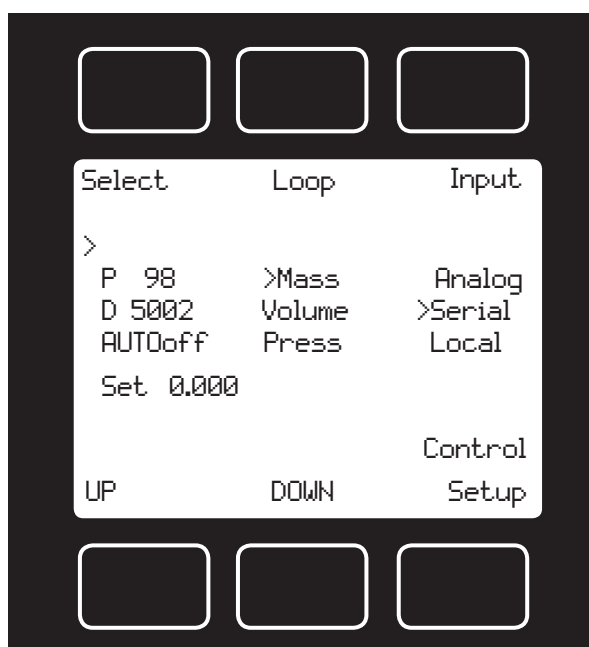 Select Loop Input
>
P 98 >Mass Analog
D 5002 Volume >Serial
AUTOoff Press Local
Set 0.000
Control
UP DOWN Setup